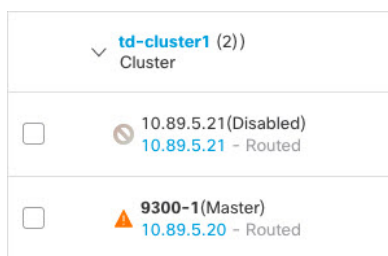 td-cluster1 (2))
Cluster
10.89.5.21(Disabled)
10.89.5.21 - Routed
9300-1(Master)
10.89.5.20 - Routed